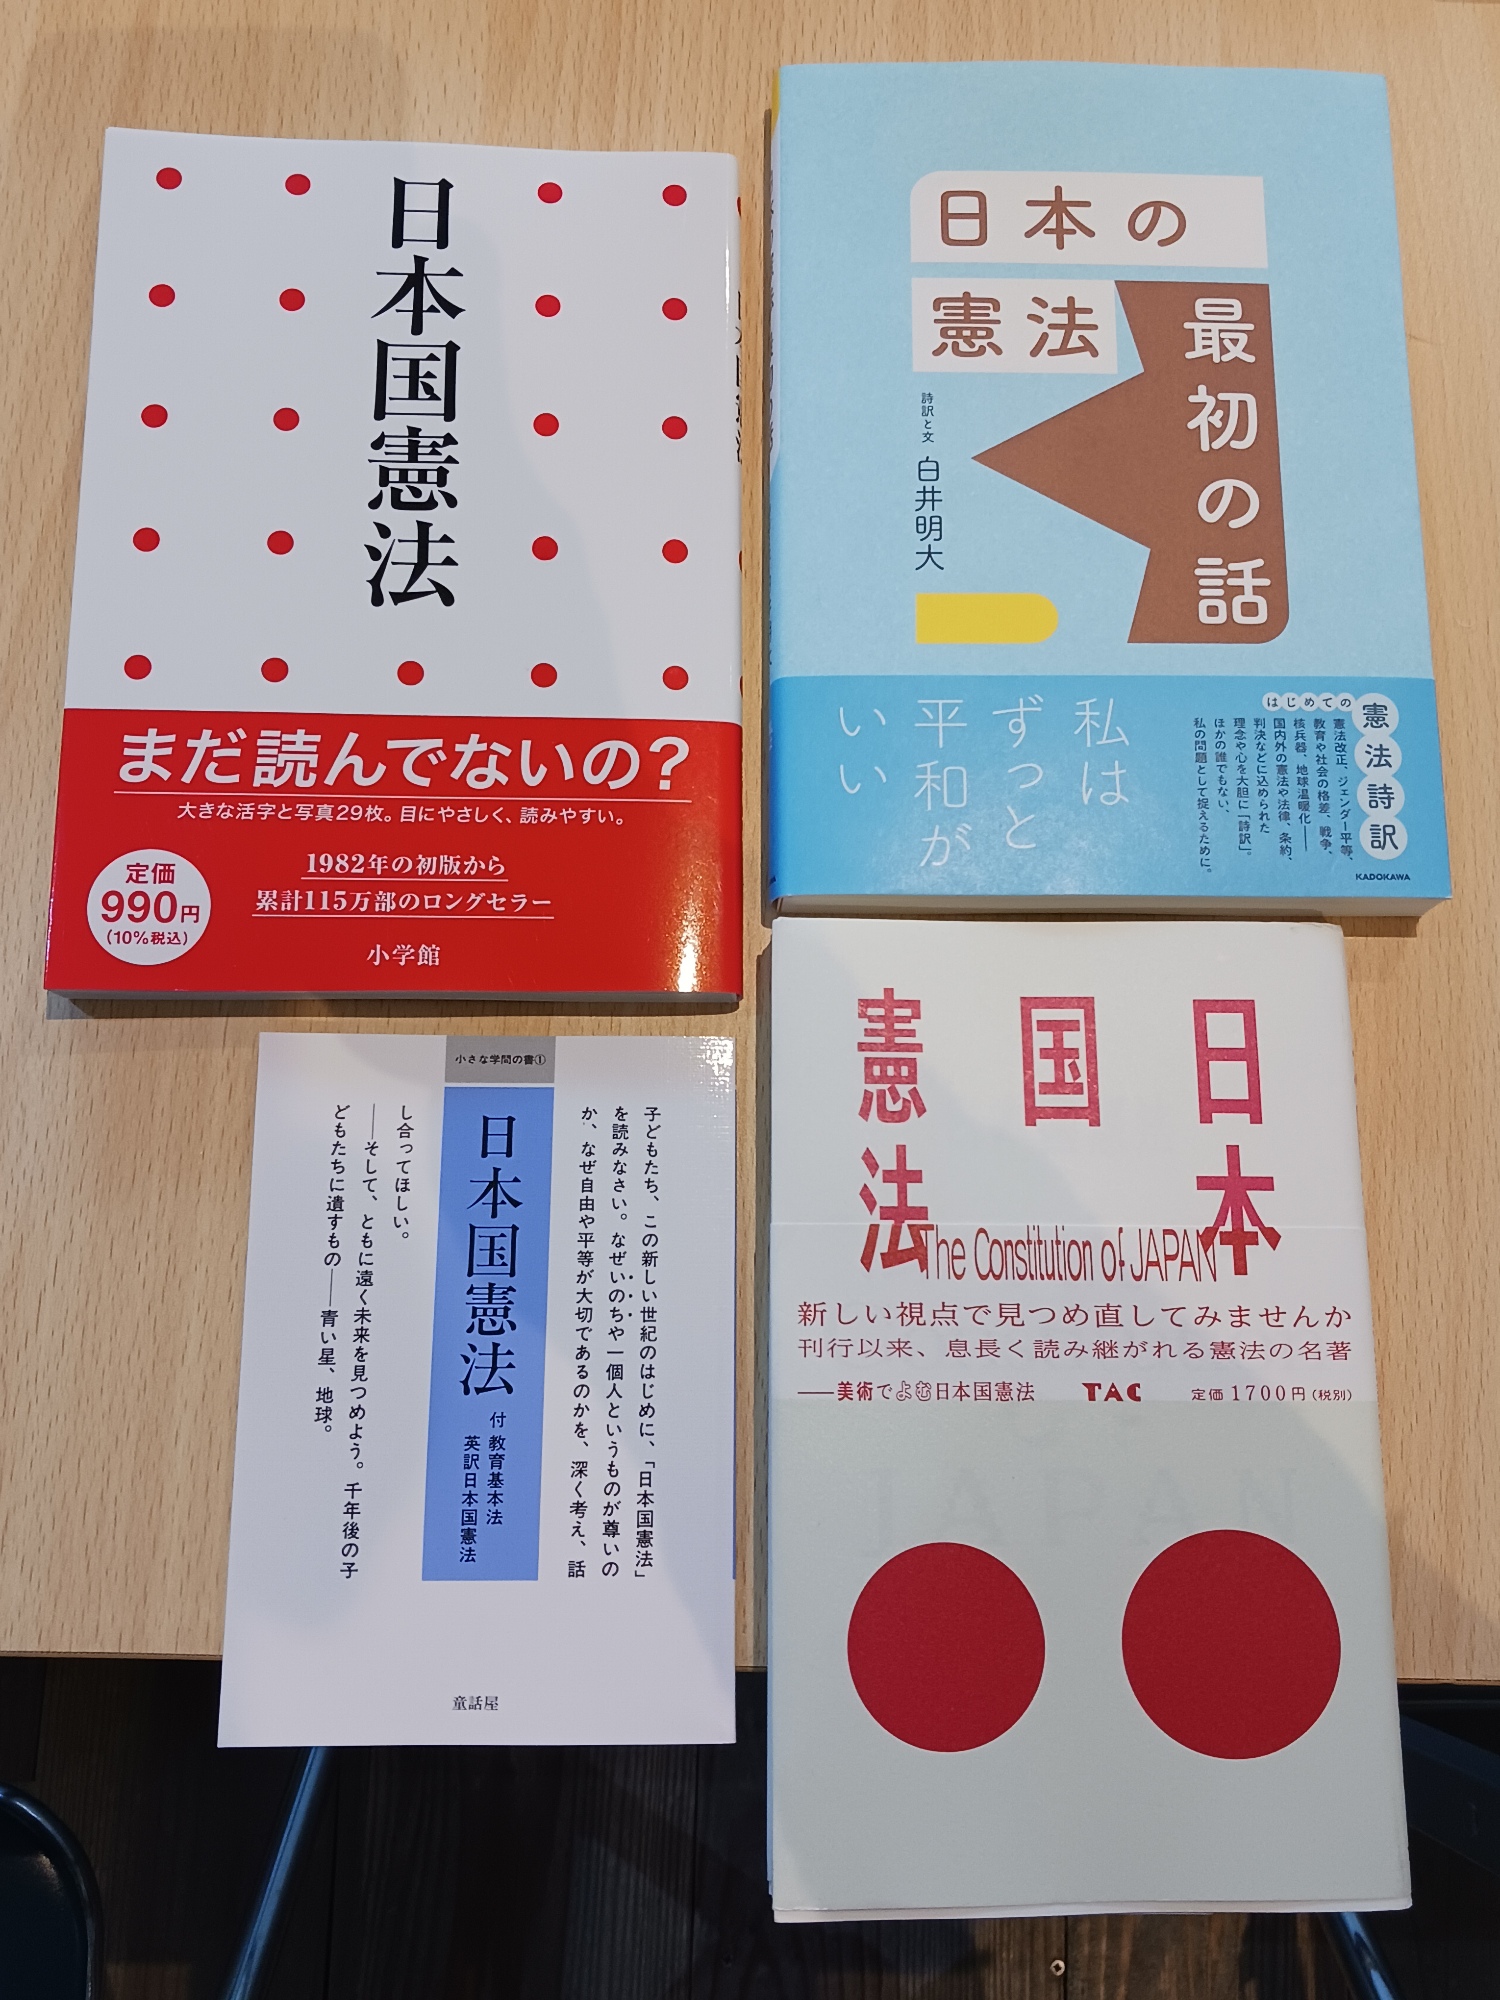 日本国憲法
まだ読んでないの?
大きな活字と写真29枚。目にやさしく、読みやすい。
定価
990円
(10%税込)
1982年の初版から
累計115万部のロングセラー
小学館
日本の
憲法
最初の話
詩訳と文 白井明大
私は
ずっと
平和が
いい
はじめての
憲法詩訳
憲法改正、ジェンダー平等、
教育や社会の格差、戦争、
核兵器、地球温暖化——
国内外の憲法や法律、条約、
判決などに込められた
理念や心を大胆に「詩訳」。
ほかの誰でもない、
私の問題として捉えるために。
KADOKAWA
小さな学問の書①
子どもたち、この新しい世紀のはじめに、「日本国憲法」
を読みなさい。なぜいのちや一個人というものが尊いの
か、なぜ自由や平等が大切であるのかを、深く考え、話
日本国憲法
付 教育基本法
英訳日本国憲法
し合ってほしい。
——そして、ともに遠く未来を見つめよう。千年後の子
どもたちに遺すもの——青い星、地球。
童話屋
日本
国
憲法
The Constitution of JAPAN
新しい視点で見つめ直してみませんか
刊行以来、息長く読み継がれる憲法の名著
——美術でよむ日本国憲法
TAC
定価 1700円(税別)